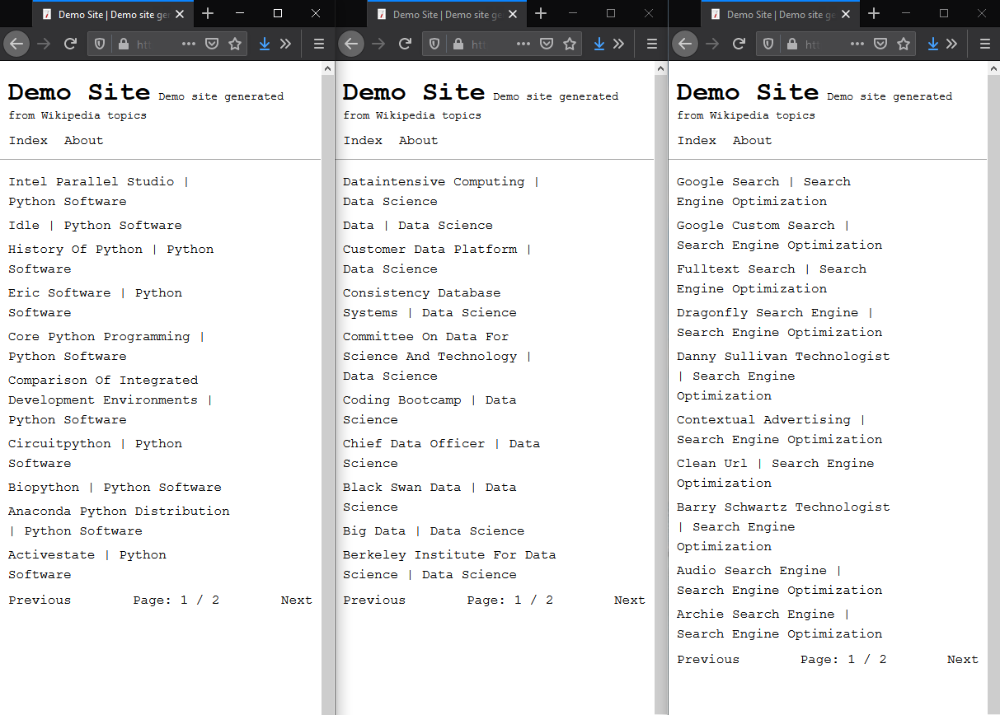 Demo Site | Demo site ge
Demo Site Demo site generated
from Wikipedia topics
Index About
Intel Parallel Studio |
Python Software
Idle | Python Software
History Of Python | Python
Software
Eric Software | Python
Software
Core Python Programming |
Python Software
Comparison Of Integrated
Development Environments |
Python Software
Circuitpython | Python
Software
Biopython | Python Software
Anaconda Python Distribution
| Python Software
Activestate | Python
Software
Previous Page: 1 / 2 Next
Demo Site | Demo site ge
Demo Site Demo site generated
from Wikipedia topics
Index About
Dataintensive Computing |
Data Science
Data | Data Science
Customer Data Platform |
Data Science
Consistency Database
Systems | Data Science
Committee On Data For
Science And Technology |
Data Science
Coding Bootcamp | Data
Science
Chief Data Officer | Data
Science
Black Swan Data | Data
Science
Big Data | Data Science
Berkeley Institute For Data
Science | Data Science
Previous Page: 1 / 2 Next
Demo Site | Demo site ge
Demo Site Demo site generated
from Wikipedia topics
Index About
Google Search | Search
Engine Optimization
Google Custom Search |
Search Engine Optimization
Fulltext Search | Search
Engine Optimization
Dragonfly Search Engine |
Search Engine Optimization
Danny Sullivan Technologist
| Search Engine
Optimization
Contextual Advertising |
Search Engine Optimization
Clean Url | Search Engine
Optimization
Barry Schwartz Technologist
| Search Engine
Optimization
Audio Search Engine |
Search Engine Optimization
Archie Search Engine |
Search Engine Optimization
Previous Page: 1 / 2 Next